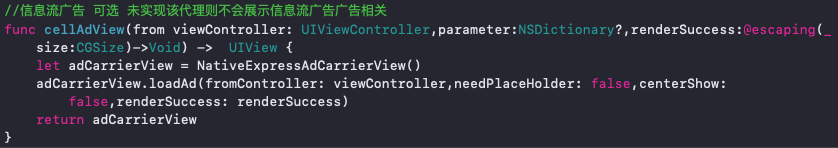 //信息流广告 可选 未实现该代理则不会展示信息流广告广告相关
func cellAdView(from viewController: UIViewController,parameter:NSDictionary?,renderSuccess:@escaping(_
size:CGSize)->Void) ->  UIView {
let adCarrierView = NativeExpressAdCarrierView()
adCarrierView.loadAd(fromController: viewController,needPlaceHolder: false,centerShow:
false,renderSuccess: renderSuccess)
return adCarrierView
}